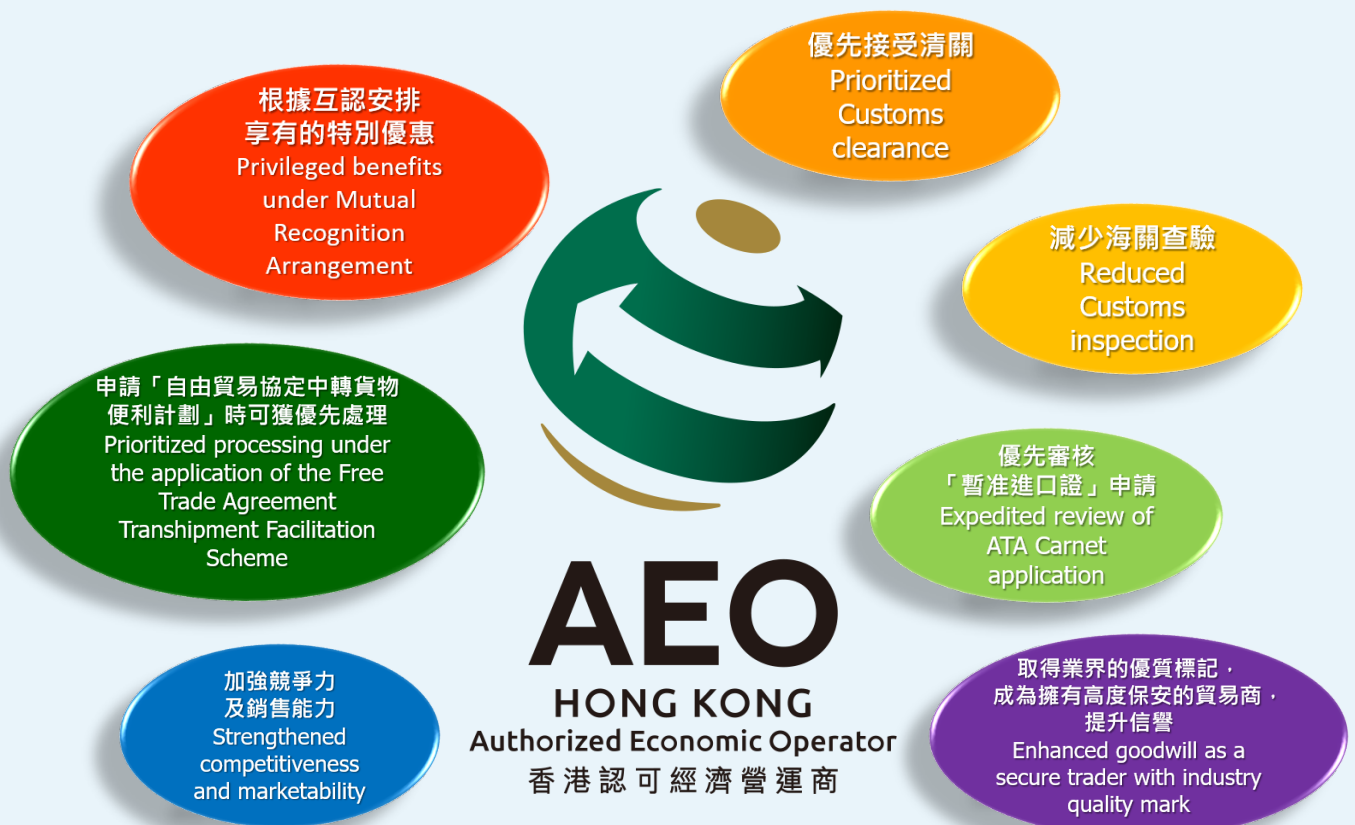 優先接受清關
Prioritized
Customs
clearance
根據互認安排
享有的特別優惠
Privileged benefits
under Mutual
Recognition
Arrangement
減少海關查驗
Reduced
Customs
inspection
申請「自由貿易協定中轉貨物
便利計劃」時可獲優先處理
Prioritized processing under
the application of the Free
Trade Agreement
Transhipment Facilitation
Scheme
優先審核
「暫准進口證」申請
Expedited review of
ATA Carnet
application
加強競爭力
及銷售能力
Strengthened
competitiveness
and marketability
取得業界的優質標記，
成為擁有高度保安的貿易商，
提升信譽
Enhanced goodwill as a
secure trader with industry
quality mark
AEO
HONG KONG
Authorized Economic Operator
香港認可經濟營運商